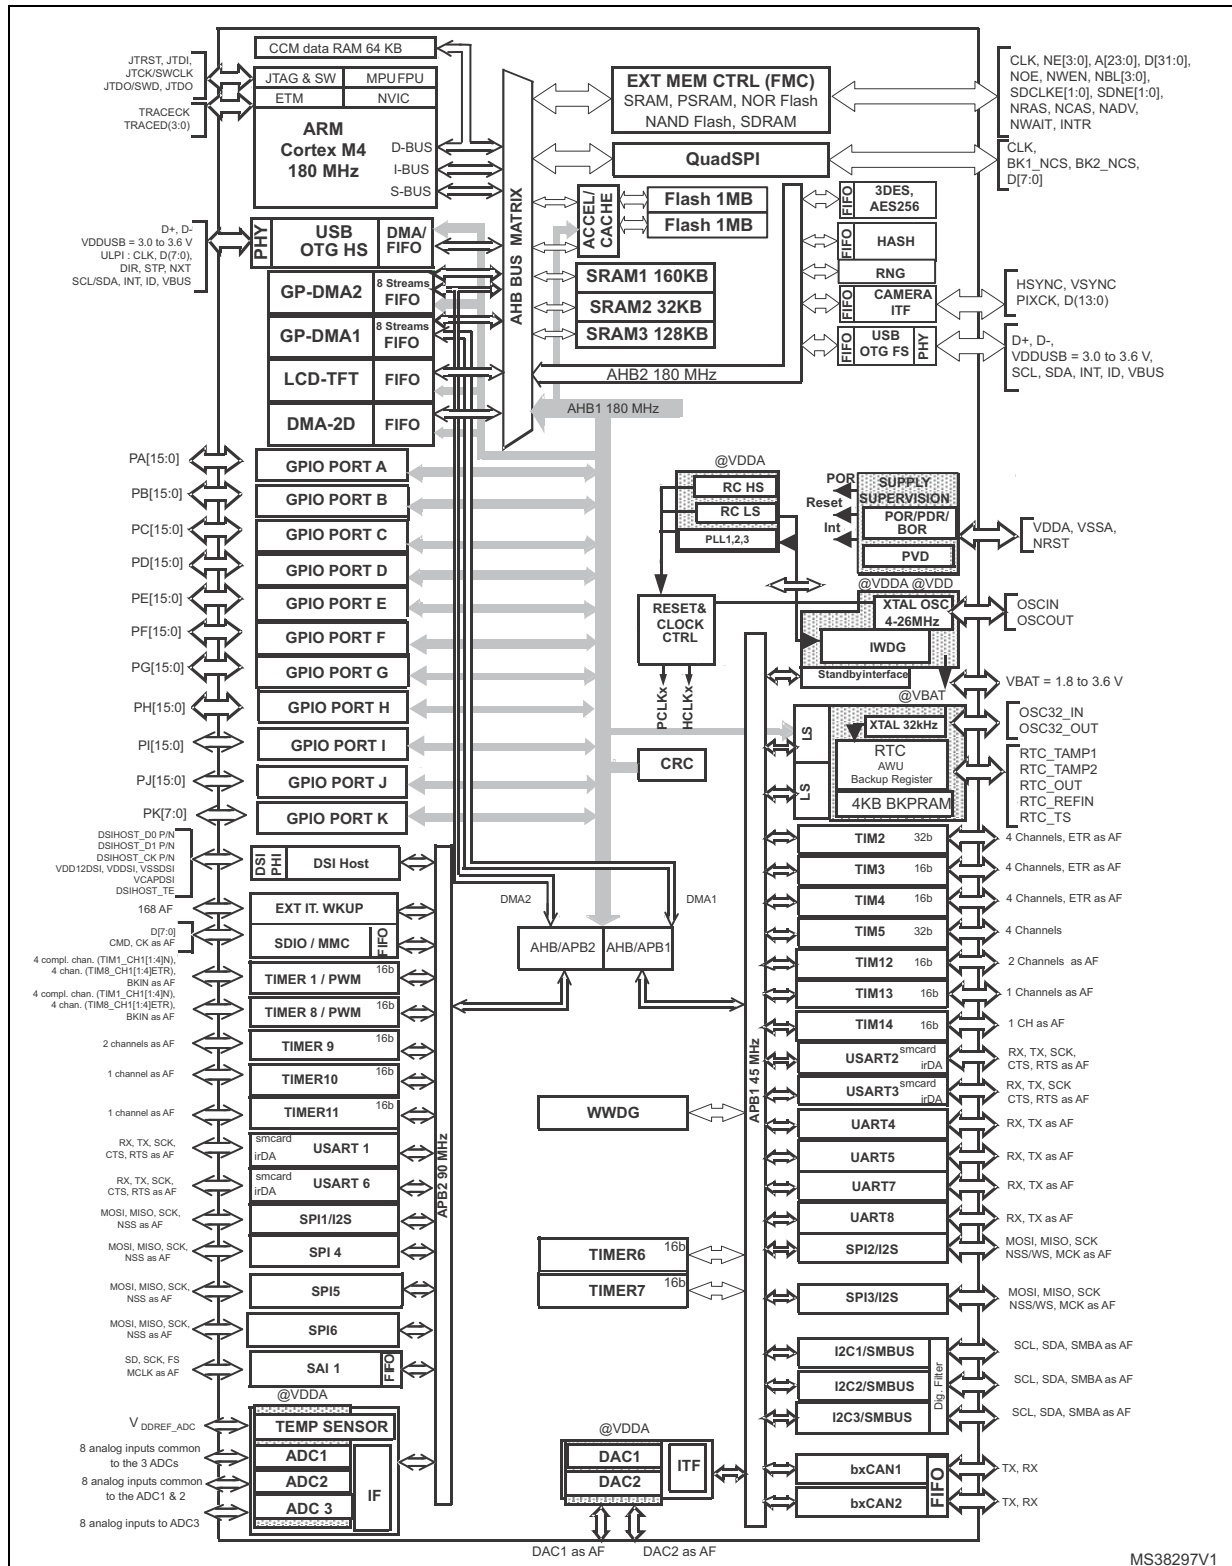 CCM data RAM 64 KB
JTRST, JTDI,
JTCK/SWCLK
JTDO/SWD, JTDO
JTAG & SW
MPU FPU
ETM
NVIC
TRACECK
TRACED(3:0)
ARM
Cortex M4
180 MHz
D-BUS
I-BUS
S-BUS
D+, D-
VDDUSB = 3.0 to 3.6 V
ULPI : CLK, D(7:0),
DIR, STP, NXT
SCL/SDA, INT, ID, VBUS
PHY
USB
OTG HS
DMA/
FIFO
GP-DMA2
8 Streams
FIFO
GP-DMA1
8 Streams
FIFO
LCD-TFT
FIFO
DMA-2D
FIFO
AHB BUS MATRIX
EXT MEM CTRL (FMC)
SRAM, PSRAM, NOR Flash
NAND Flash, SDRAM
CLK, NE[3:0], A[23:0], D[31:0],
NOE, NWEN, NBL[3:0],
SDCLKE[1:0], SDNE[1:0],
NRAS, NCAS, NADV,
NWAIT, INTR
QuadSPI
CLK,
BK1_NCS, BK2_NCS,
D[7:0]
ACCEL/
CACHE
Flash 1MB
Flash 1MB
SRAM1 160KB
SRAM2 32KB
SRAM3 128KB
FIFO
3DES,
AES256
FIFO
HASH
RNG
FIFO
CAMERA
ITF
HSYNC, VSYNC
PIXCK, D(13:0)
FIFO
USB
OTG FS
PHY
D+, D-,
VDDUSB = 3.0 to 3.6 V,
SCL, SDA, INT, ID, VBUS
AHB2 180 MHz
AHB1 180 MHz
PA[15:0]
GPIO PORT A
PB[15:0]
GPIO PORT B
PC[15:0]
GPIO PORT C
PD[15:0]
GPIO PORT D
PE[15:0]
GPIO PORT E
PF[15:0]
GPIO PORT F
PG[15:0]
GPIO PORT G
PH[15:0]
GPIO PORT H
PI[15:0]
GPIO PORT I
PJ[15:0]
GPIO PORT J
PK[7:0]
GPIO PORT K
@VDDA
RC HS
RC LS
PLL1,2,3
POR
Reset
Int
SUPPLY
SUPERVISION
POR/PDR/
BOR
PVD
VDDA, VSSA,
NRST
@VDDA @VDD
XTAL OSC
4-26MHz
OSCIN
OSCOUT
RESET&
CLOCK
CTRL
IWDG
Standbyinterface
PCLKx
HCLKx
@VBAT
VBAT = 1.8 to 3.6 V
LS
LS
XTAL 32kHz
OSC32_IN
OSC32_OUT
RTC
AWU
Backup Register
4KB BKPRAM
RTC_TAMP1
RTC_TAMP2
RTC_OUT
RTC_REFIN
RTC_TS
CRC
DSIHOST_D0 P/N
DSIHOST_D1 P/N
DSIHOST_CK P/N
VDD12DSI, VDDSI, VSSDSI
VCAPDSI
DSIHOST_TE
DSI
PHI
DSI Host
168 AF
EXT IT. WKUP
D[7:0]
CMD, CK as AF
SDIO / MMC
FIFO
4 compl. chan. (TIM1_CH1[1:4]N),
4 chan. (TIM8_CH1[1:4]ETR),
BKIN as AF
TIMER 1 / PWM
16b
4 compl. chan. (TIM1_CH1[1:4]N),
4 chan. (TIM8_CH1[1:4]ETR),
BKIN as AF
TIMER 8 / PWM
16b
2 channels as AF
TIMER 9
16b
1 channel as AF
TIMER10
16b
1 channel as AF
TIMER11
16b
RX, TX, SCK,
CTS, RTS as AF
smcard
irDA
USART 1
RX, TX, SCK,
CTS, RTS as AF
smcard
irDA
USART 6
MOSI, MISO, SCK,
NSS as AF
SPI1/I2S
MOSI, MISO, SCK,
NSS as AF
SPI 4
MOSI, MISO, SCK,
NSS as AF
SPI5
MOSI, MISO, SCK,
NSS as AF
SPI6
SD, SCK, FS
MCLK as AF
SAI 1
FIFO
@VDDA
VDDREF_ADC
TEMP SENSOR
8 analog inputs common
to the 3 ADCs
ADC1
8 analog inputs common
to the ADC1 & 2
ADC2
8 analog inputs to ADC3
ADC 3
IF
APB2 90 MHz
DMA2
DMA1
AHB/APB2
AHB/APB1
WWDG
TIMER6
16b
TIMER7
16b
@VDDA
DAC1
DAC2
ITF
DAC1 as AF
DAC2 as AF
APB1 45 MHz
TIM2
32b
4 Channels, ETR as AF
TIM3
16b
4 Channels, ETR as AF
TIM4
16b
4 Channels, ETR as AF
TIM5
32b
4 Channels
TIM12
16b
2 Channels as AF
TIM13
16b
1 Channels as AF
TIM14
16b
1 CH as AF
USART2
smcard
irDA
RX, TX, SCK,
CTS, RTS as AF
USART3
smcard
irDA
RX, TX, SCK
CTS, RTS as AF
UART4
RX, TX as AF
UART5
RX, TX as AF
UART7
RX, TX as AF
UART8
RX, TX as AF
SPI2/I2S
MOSI, MISO, SCK
NSS/WS, MCK as AF
SPI3/I2S
MOSI, MISO, SCK
NSS/WS, MCK as AF
I2C1/SMBUS
SCL, SDA, SMBA as AF
I2C2/SMBUS
SCL, SDA, SMBA as AF
I2C3/SMBUS
SCL, SDA, SMBA as AF
Dig. Filter
bxCAN1
TX, RX
bxCAN2
TX, RX
FIFO
MS38297V1